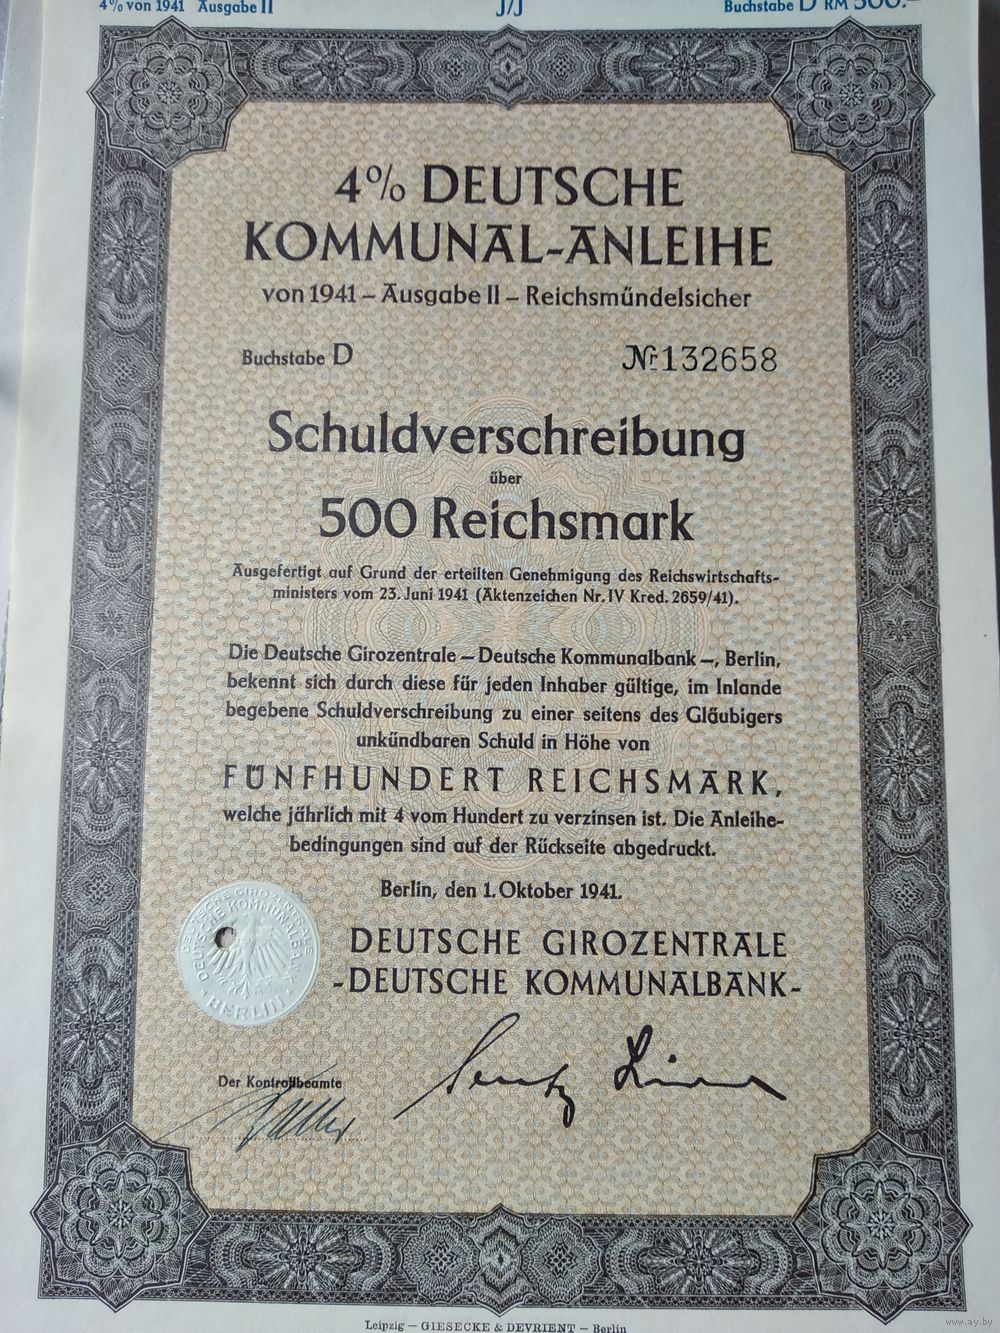 4% von 1941 Ausgabe II J/J Buchstabe D RM 500.-
4% DEUTSCHE
KOMMUNAL-ANLEIHE
von 1941 – Ausgabe II – Reichsmündelsicher
Buchstabe D Nr. 132658
Schuldverschreibung
über
500 Reichsmark
Ausgefertigt auf Grund der erteilten Genehmigung des Reichswirtschafts-
ministers vom 23. Juni 1941 (Aktenzeichen Nr. IV Kred. 2659/41).
Die Deutsche Girozentrale – Deutsche Kommunalbank –, Berlin,
bekennt sich durch diese für jeden Inhaber gültige, im Inlande
begebene Schuldverschreibung zu einer seitens des Gläubigers
unkündbaren Schuld in Höhe von
FÜNFHUNDERT REICHSMARK,
welche jährlich mit 4 vom Hundert zu verzinsen ist. Die Anleihe-
bedingungen sind auf der Rückseite abgedruckt.
Berlin, den 1. Oktober 1941.
DEUTSCHE GIROZENTRALE
-DEUTSCHE KOMMUNALBANK-
DEUTSCHE GIROZENTRALE
DEUTSCHE KOMMUNALBANK
* BERLIN *
Der Kontrollbeamte
Leipzig – GIESECKE & DEVRIENT – Berlin
www.ay.by